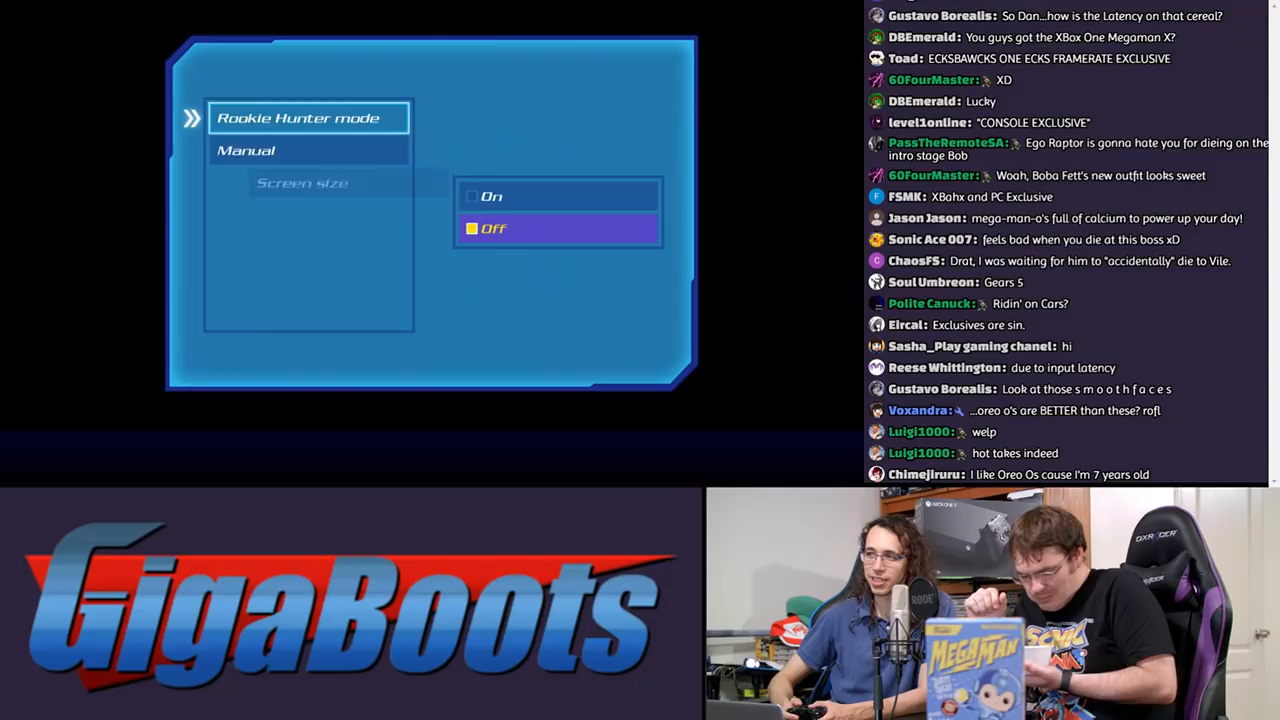 Rookie Hunter mode
Manual
Screen size
On
Off
Gustavo Borealis: So Dan...how is the Latency on that cereal?
DBEmerald: You guys got the XBox One Megaman X?
Toad: ECKSBAWCKS ONE ECKS FRAMERATE EXCLUSIVE
60FourMaster: XD
DBEmerald: Lucky
level1online: "CONSOLE EXCLUSIVE"
PassTheRemoteSA: Ego Raptor is gonna hate you for dieing on the
intro stage Bob
60FourMaster: Woah, Boba Fett's new outfit looks sweet
FSMK: XBahx and PC Exclusive
Jason Jason: mega-man-o's full of calcium to power up your day!
Sonic Ace 007: feels bad when you die at this boss xD
ChaosFS: Drat, I was waiting for him to "accidentally" die to Vile.
Soul Umbreon: Gears 5
Polite Canuck: Ridin' on Cars?
Eircal: Exclusives are sin.
Sasha_Play gaming chanel: hi
Reese Whittington: due to input latency
Gustavo Borealis: Look at those s m o o t h f a c e s
Voxandra: ...oreo o's are BETTER than these? rofl
Luigi1000: welp
Luigi1000: hot takes indeed
Chimejiruru: I like Oreo Os cause I'm 7 years old
GigaBoots
XBOX ONE X
DXRACER
RØDE
SONIC
MEGAMAN